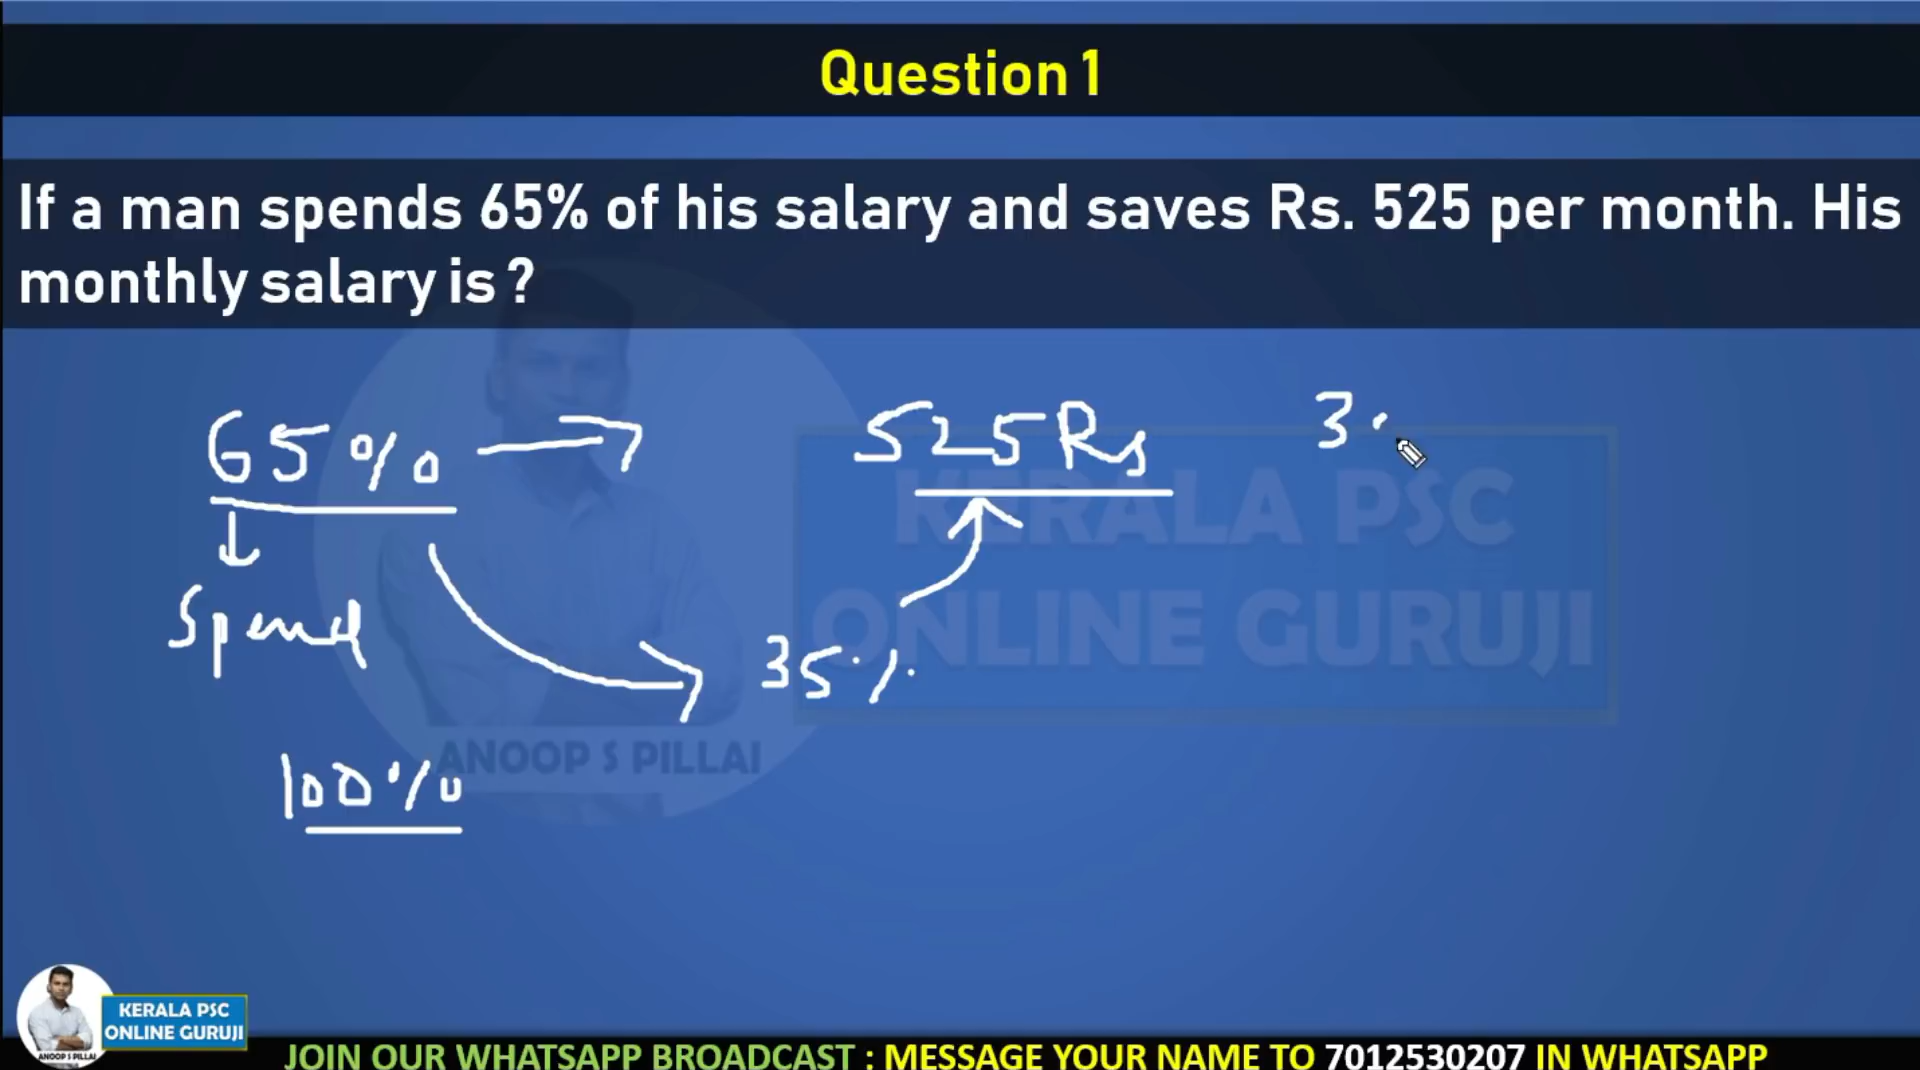 Question 1
If a man spends 65% of his salary and saves Rs. 525 per month. His
monthly salary is ?
65% 525Rs 3
Spend
35%
100%
KERALA PSC
ONLINE GURUJI
ANOOP S PILLAI
KERALA PSC
ONLINE GURUJI
ANOOP S PILLAI
JOIN OUR WHATSAPP BROADCAST : MESSAGE YOUR NAME TO 7012530207 IN WHATSAPP